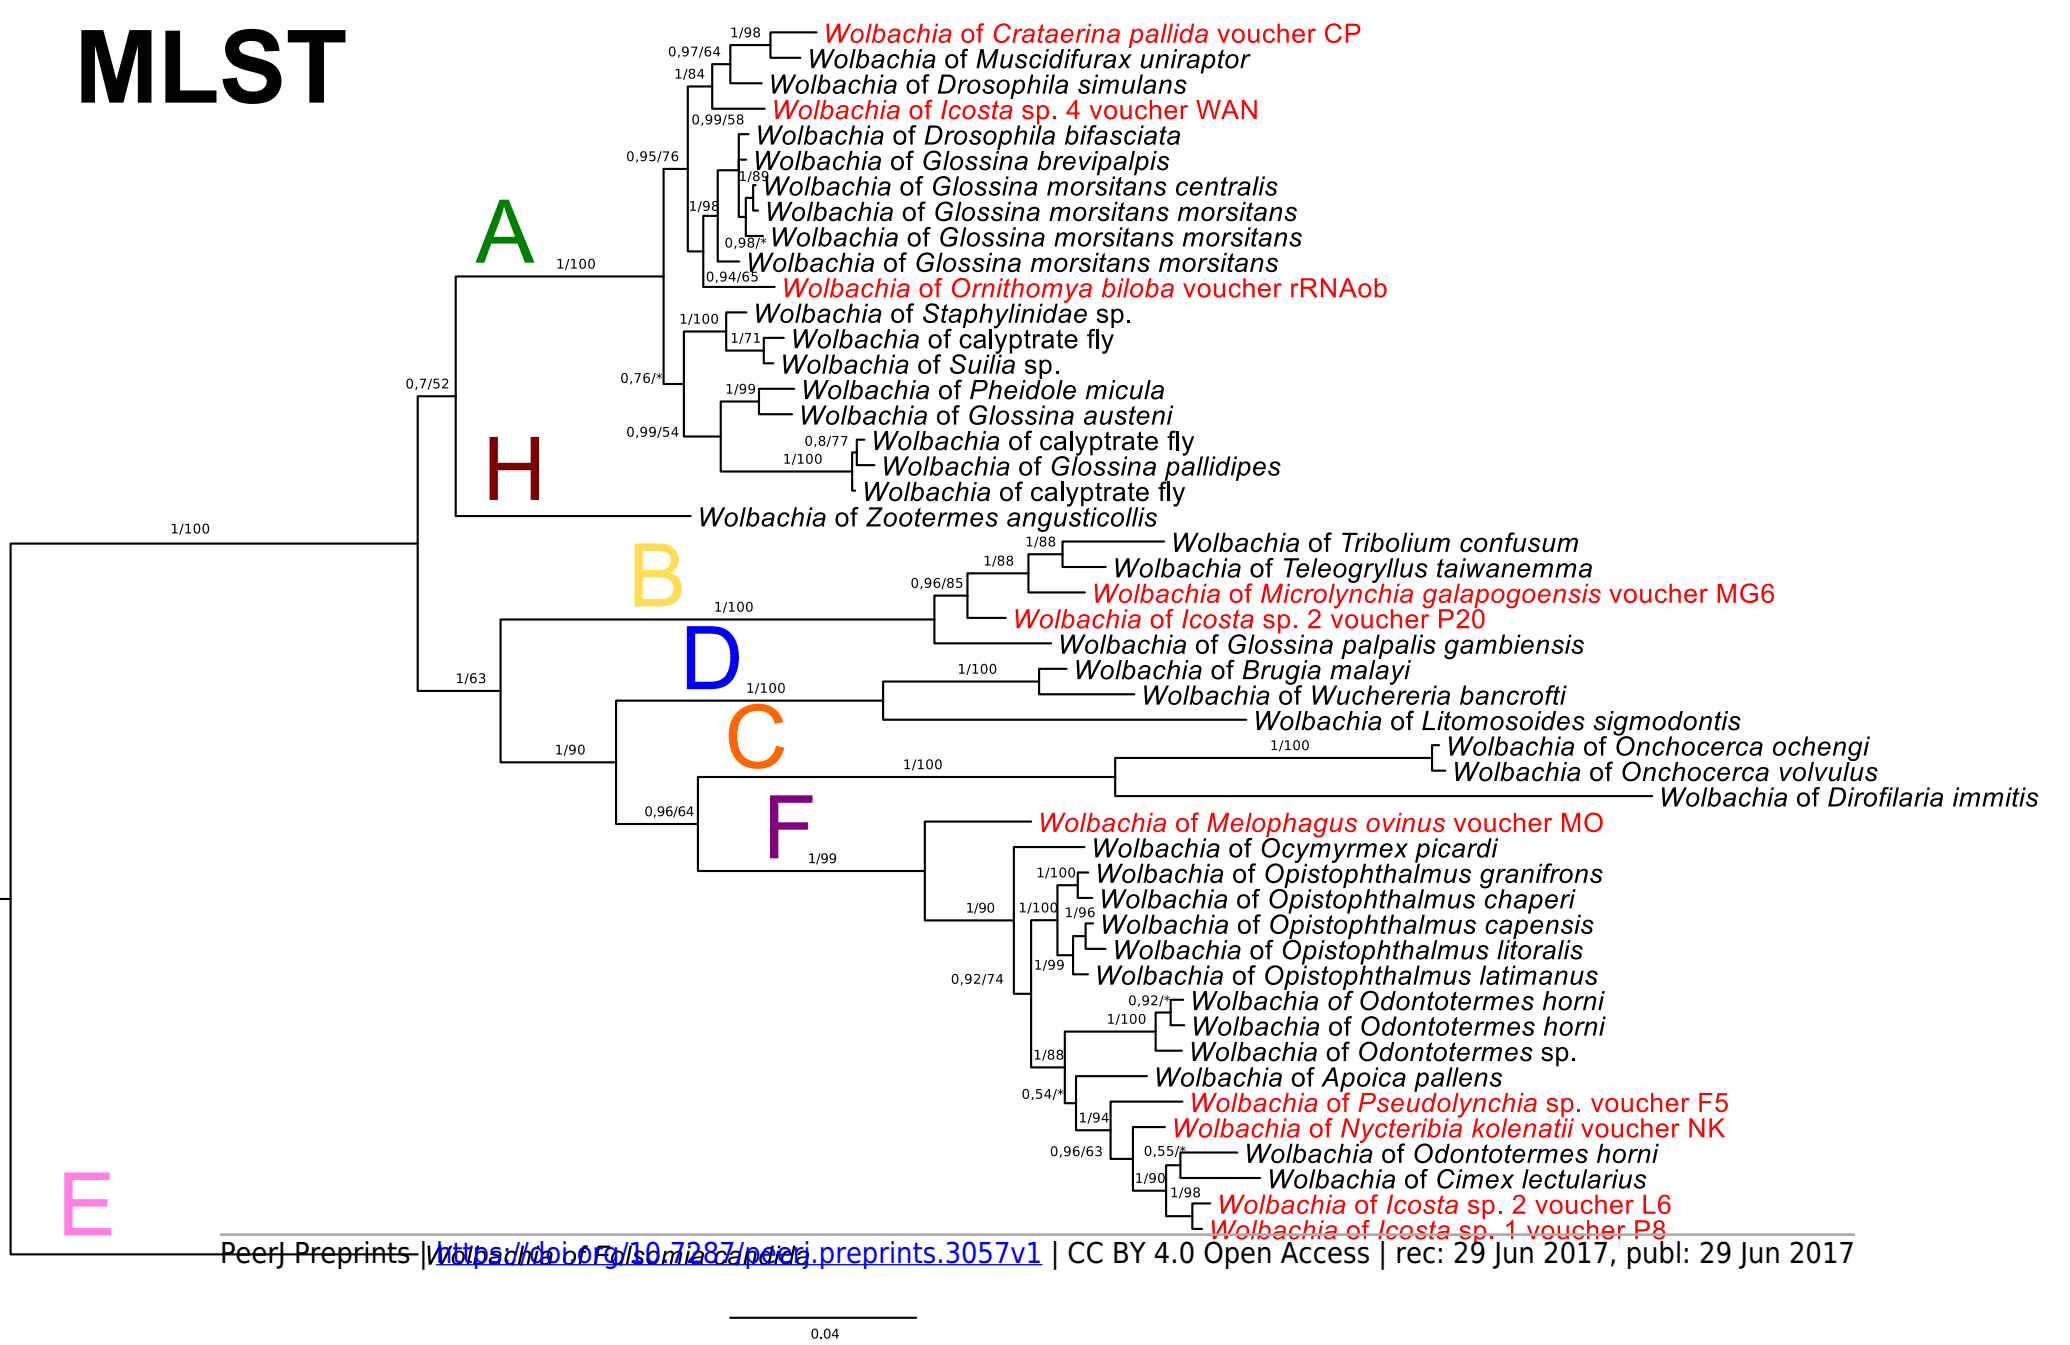 MLST
1/98
Wolbachia of Crataerina pallida voucher CP
0,97/64
Wolbachia of Muscidifurax uniraptor
1/84
Wolbachia of Drosophila simulans
Wolbachia of Icosta sp. 4 voucher WAN
0,99/58
Wolbachia of Drosophila bifasciata
0,95/76
Wolbachia of Glossina brevipalpis
1/89
Wolbachia of Glossina morsitans centralis
1/98
Wolbachia of Glossina morsitans morsitans
A
0,98/*
Wolbachia of Glossina morsitans morsitans
1/100
Wolbachia of Glossina morsitans morsitans
0,94/65
Wolbachia of Ornithomya biloba voucher rRNAob
1/100
Wolbachia of Staphylinidae sp.
1/71
Wolbachia of calyptrate fly
Wolbachia of Suilia sp.
0,76/*
0,7/52
1/99
Wolbachia of Pheidole micula
Wolbachia of Glossina austeni
0,99/54
0,8/77
Wolbachia of calyptrate fly
H
1/100
Wolbachia of Glossina pallidipes
Wolbachia of calyptrate fly
Wolbachia of Zootermes angusticollis
1/100
1/88
Wolbachia of Tribolium confusum
B
1/88
Wolbachia of Teleogryllus taiwanemma
0,96/85
Wolbachia of Microlynchia galapogoensis voucher MG6
1/100
Wolbachia of Icosta sp. 2 voucher P20
Wolbachia of Glossina palpalis gambiensis
D
1/100
Wolbachia of Brugia malayi
1/63
1/100
Wolbachia of Wuchereria bancrofti
Wolbachia of Litomosoides sigmodontis
C
1/90
1/100
1/100
Wolbachia of Onchocerca ochengi
Wolbachia of Onchocerca volvulus
Wolbachia of Dirofilaria immitis
0,96/64
F
Wolbachia of Melophagus ovinus voucher MO
1/99
Wolbachia of Ocymyrmex picardi
1/100
Wolbachia of Opistophthalmus granifrons
Wolbachia of Opistophthalmus chaperi
1/90
1/100
1/96
Wolbachia of Opistophthalmus capensis
Wolbachia of Opistophthalmus litoralis
1/99
0,92/74
Wolbachia of Opistophthalmus latimanus
0,92/*
Wolbachia of Odontotermes horni
1/100
Wolbachia of Odontotermes horni
1/88
Wolbachia of Odontotermes sp.
Wolbachia of Apoica pallens
0,54/*
Wolbachia of Pseudolynchia sp. voucher F5
1/94
Wolbachia of Nycteribia kolenatii voucher NK
0,96/63
0,55/*
Wolbachia of Odontotermes horni
1/90
Wolbachia of Cimex lectularius
1/98
Wolbachia of Icosta sp. 2 voucher L6
E
Wolbachia of Icosta sp. 1 voucher P8
Wolbachia of Folsomia candida
PeerJ Preprints | https://doi.org/10.7287/peerj.preprints.3057v1 | CC BY 4.0 Open Access | rec: 29 Jun 2017, publ: 29 Jun 2017
0.04